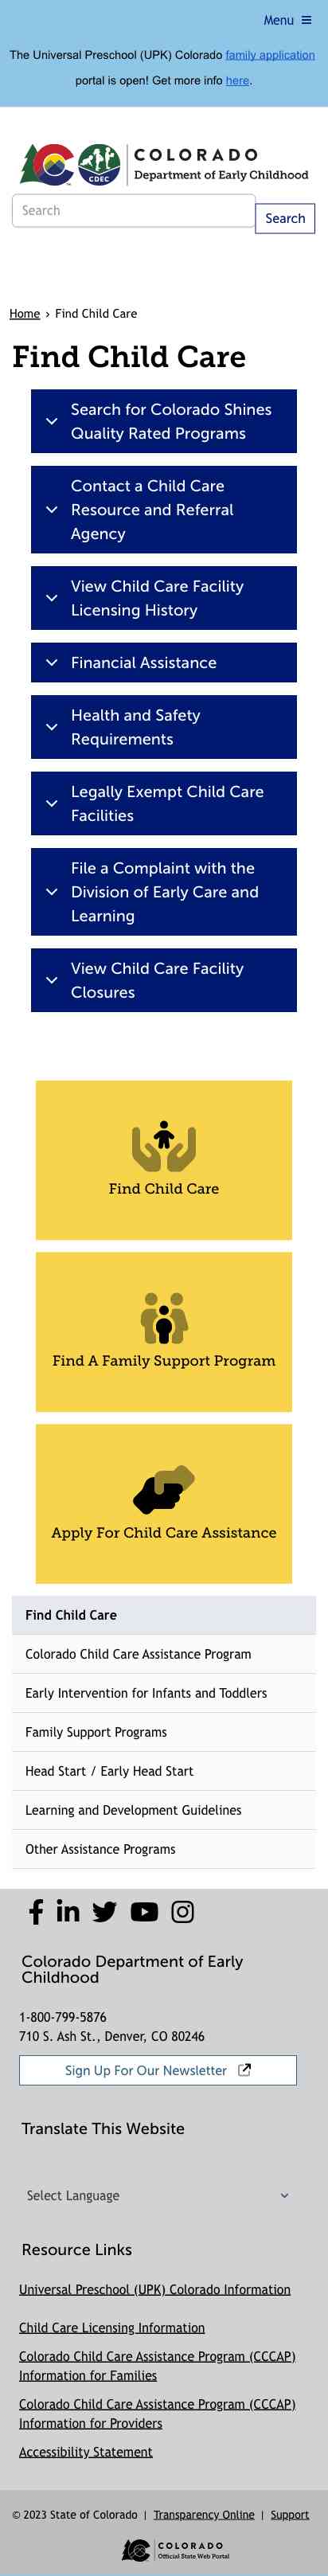 Menu
The Universal Preschool (UPK) Colorado family application
portal is open! Get more info here.
COLORADO
Department of Early Childhood
CDEC
Search
Search
Home › Find Child Care
Find Child Care
Search for Colorado Shines
Quality Rated Programs
Contact a Child Care
Resource and Referral
Agency
View Child Care Facility
Licensing History
Financial Assistance
Health and Safety
Requirements
Legally Exempt Child Care
Facilities
File a Complaint with the
Division of Early Care and
Learning
View Child Care Facility
Closures
Find Child Care
Find A Family Support Program
Apply For Child Care Assistance
Find Child Care
Colorado Child Care Assistance Program
Early Intervention for Infants and Toddlers
Family Support Programs
Head Start / Early Head Start
Learning and Development Guidelines
Other Assistance Programs
Colorado Department of Early
Childhood
1-800-799-5876
710 S. Ash St., Denver, CO 80246
Sign Up For Our Newsletter
Translate This Website
Select Language
Resource Links
Universal Preschool (UPK) Colorado Information
Child Care Licensing Information
Colorado Child Care Assistance Program (CCCAP)
Information for Families
Colorado Child Care Assistance Program (CCCAP)
Information for Providers
Accessibility Statement
© 2023 State of Colorado | Transparency Online | Support
COLORADO
Official State Web Portal